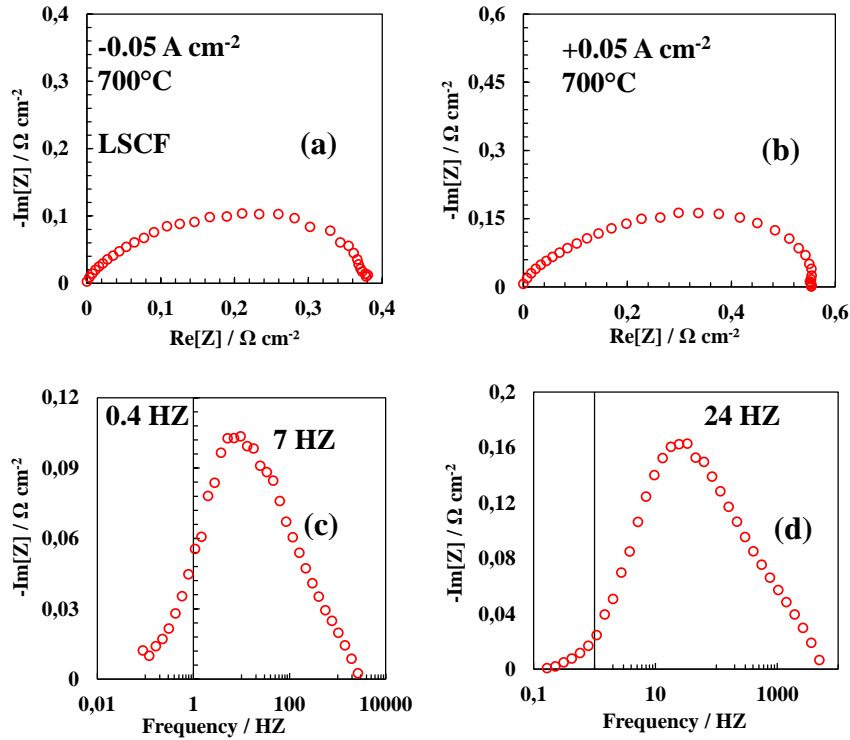 0,4
0,3
0,2
0,1
0
-Im[Z] / Ω cm⁻²
-0.05 A cm⁻²
700°C
LSCF
(a)
0 0,1 0,2 0,3 0,4
Re[Z] / Ω cm⁻²
0,6
0,45
0,3
0,15
0
-Im[Z] / Ω cm⁻²
+0.05 A cm⁻²
700°C
(b)
0 0,2 0,4 0,6
Re[Z] / Ω cm⁻²
0,12
0,09
0,06
0,03
0
-Im[Z] / Ω cm⁻²
0.4 HZ
7 HZ
(c)
0,01 1 100 10000
Frequency / HZ
0,2
0,16
0,12
0,08
0,04
0
-Im[Z] / Ω cm⁻²
24 HZ
(d)
0,1 10 1000
Frequency / HZ